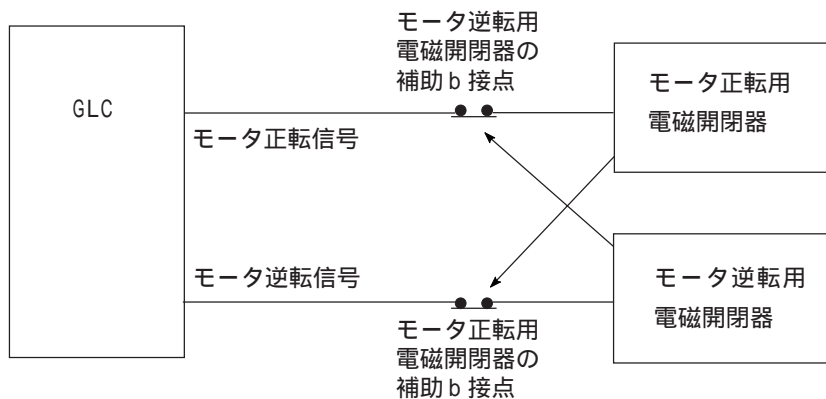 モータ逆転用
電磁開閉器の
補助b接点
GLC
モータ正転信号
モータ正転用
電磁開閉器
モータ逆転信号
モータ正転用
電磁開閉器の
補助b接点
モータ逆転用
電磁開閉器